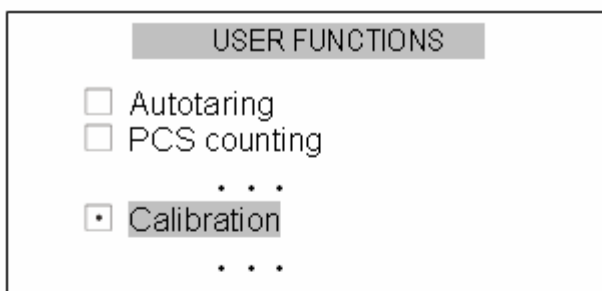 USER FUNCTIONS
Autotaring
PCS counting
. . .
Calibration
. . .